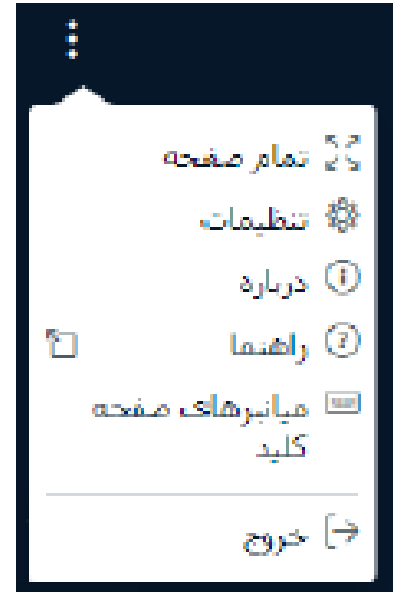 تمام صفحه
تنظیمات
درباره
راهنما
میانبرهای صفحه
کلید
خروج